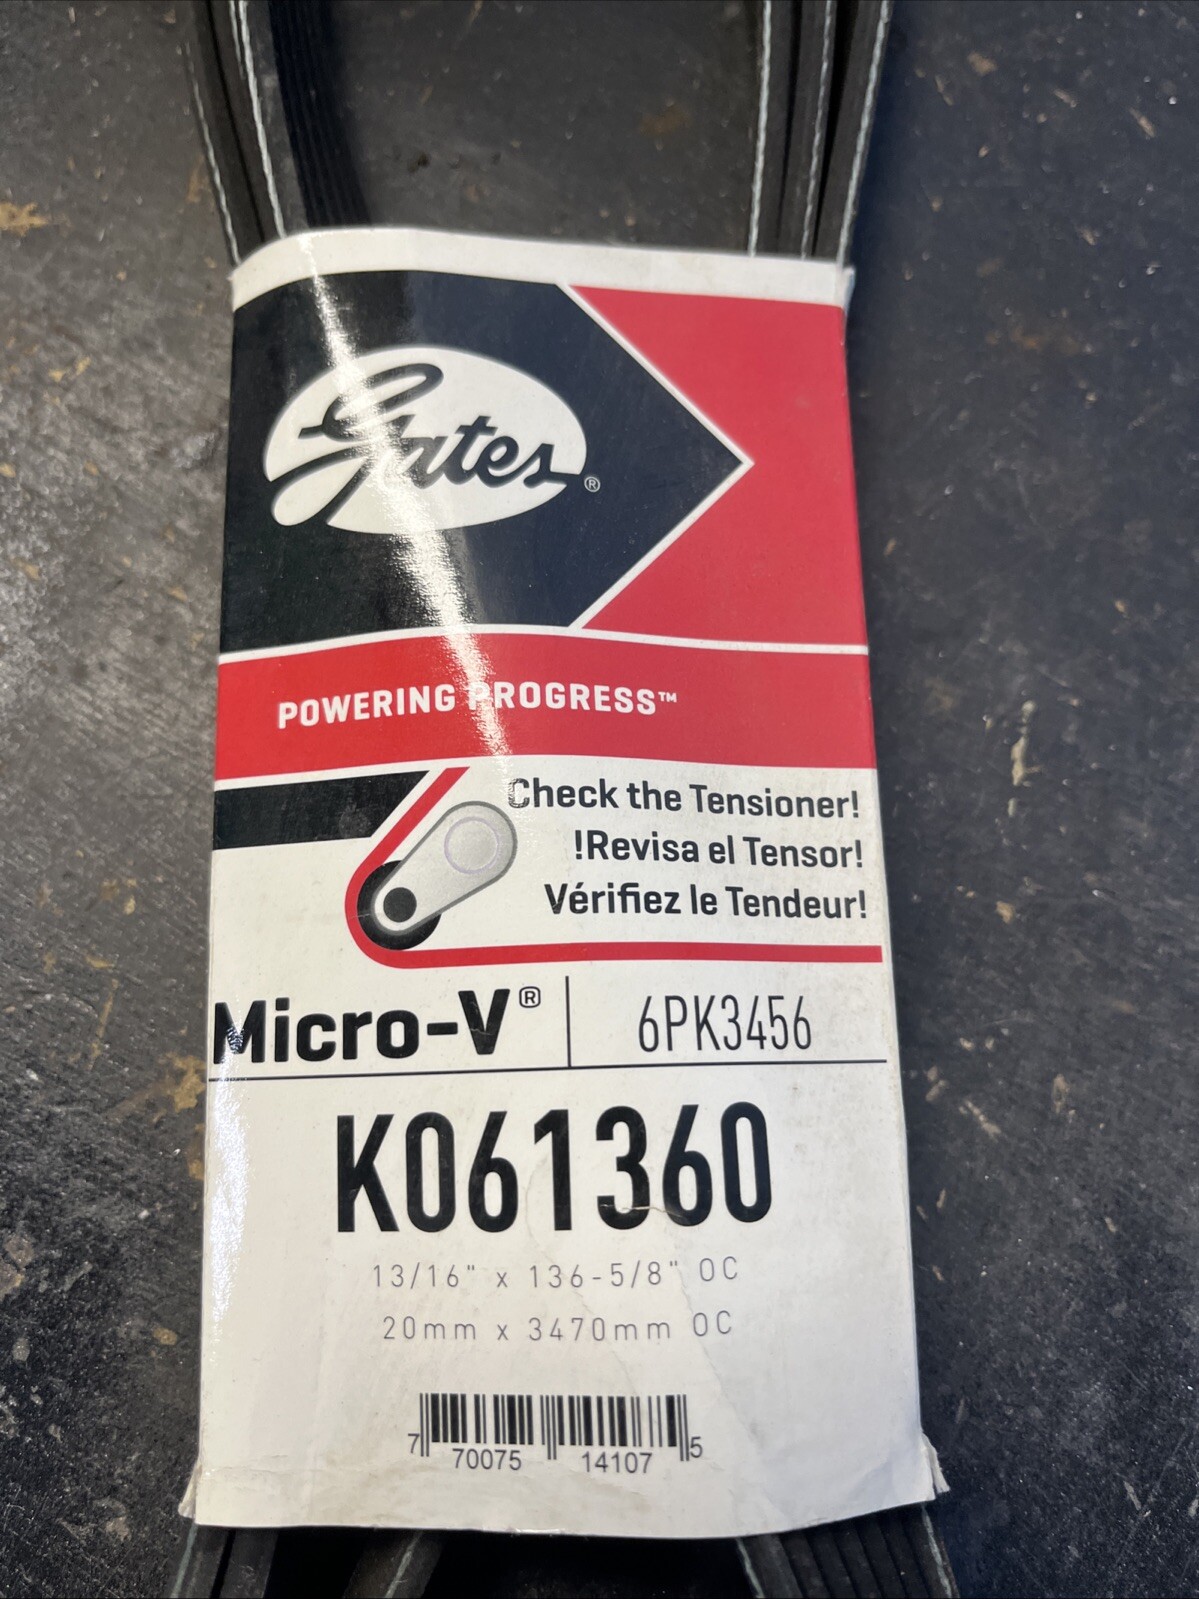 Gates®
POWERING PROGRESS™
Check the Tensioner!
!Revisa el Tensor!
Vérifiez le Tendeur!
Micro-V® 6PK3456
K061360
13/16" x 136-5/8" OC
20mm x 3470mm OC
7 70075 14107 5